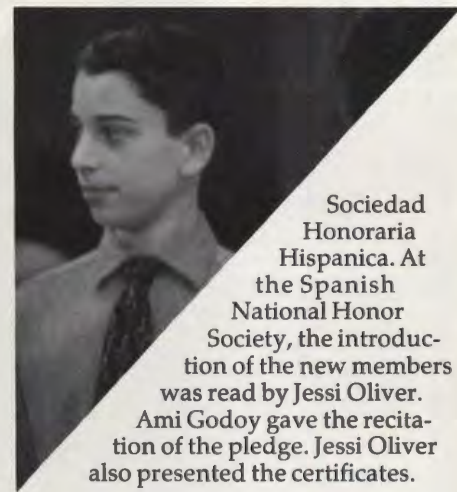 Sociedad
Honoraria
Hispanica. At
the Spanish
National Honor
Society, the introduc-
tion of the new members
was read by Jessi Oliver.
Ami Godoy gave the recita-
tion of the pledge. Jessi Oliver
also presented the certificates.